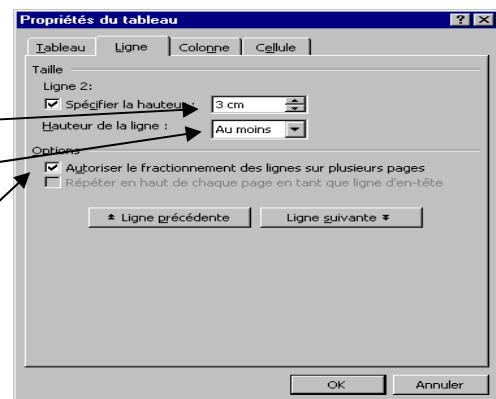 Propriétés du tableau
Tableau Ligne Colonne Cellule
Taille
Ligne 2:
Spécifier la hauteur : 3 cm
Hauteur de la ligne : Au moins
Options
Autoriser le fractionnement des lignes sur plusieurs pages
Répéter en haut de chaque page en tant que ligne d'en-tête
Ligne précédente Ligne suivante
OK Annuler